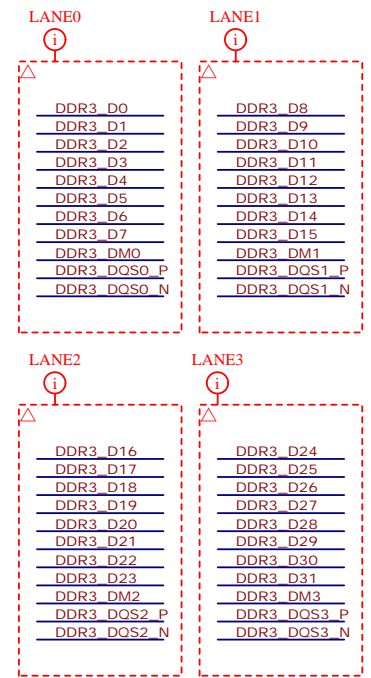 LANE0
i
DDR3_D0
DDR3_D1
DDR3_D2
DDR3_D3
DDR3_D4
DDR3_D5
DDR3_D6
DDR3_D7
DDR3_DM0
DDR3_DQS0_P
DDR3_DQS0_N
LANE1
i
DDR3_D8
DDR3_D9
DDR3_D10
DDR3_D11
DDR3_D12
DDR3_D13
DDR3_D14
DDR3_D15
DDR3_DM1
DDR3_DQS1_P
DDR3_DQS1_N
LANE2
i
DDR3_D16
DDR3_D17
DDR3_D18
DDR3_D19
DDR3_D20
DDR3_D21
DDR3_D22
DDR3_D23
DDR3_DM2
DDR3_DQS2_P
DDR3_DQS2_N
LANE3
i
DDR3_D24
DDR3_D25
DDR3_D26
DDR3_D27
DDR3_D28
DDR3_D29
DDR3_D30
DDR3_D31
DDR3_DM3
DDR3_DQS3_P
DDR3_DQS3_N